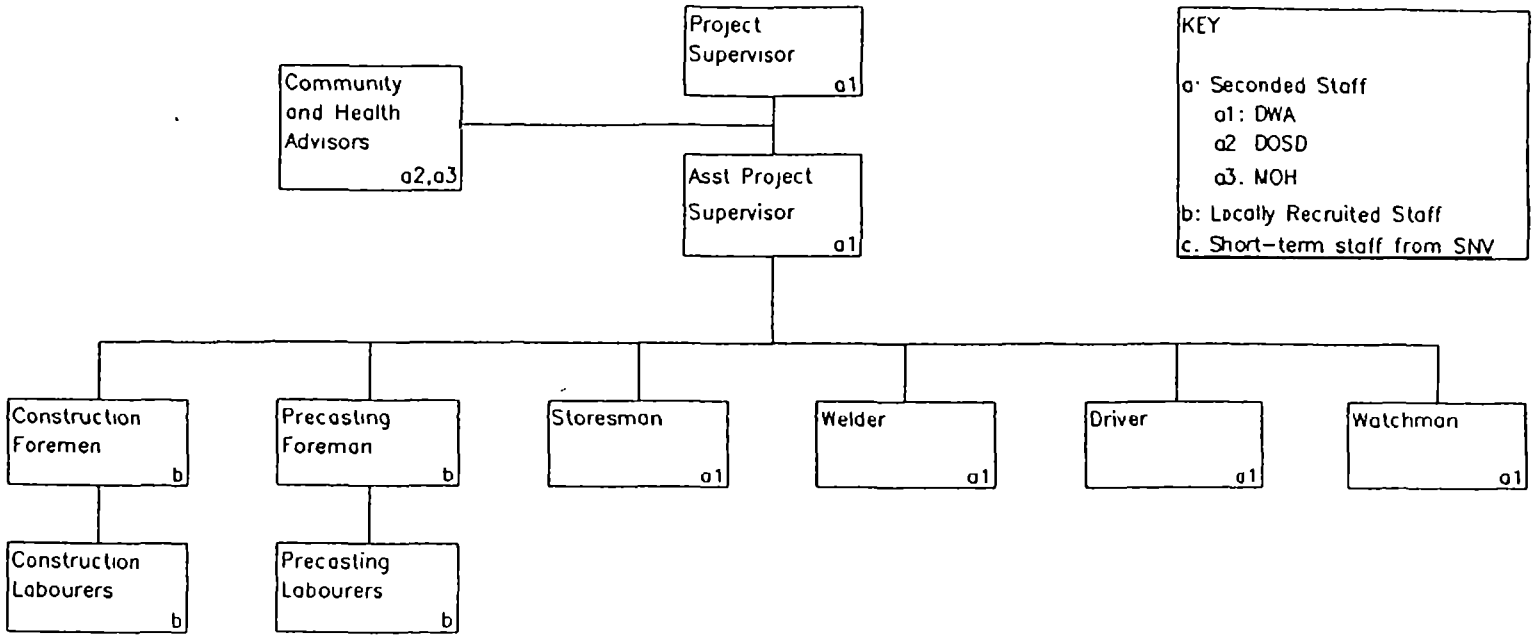 Project
Supervisor
a1
Community
and Health
Advisors
a2,a3
Asst Project
Supervisor
a1
KEY
a· Seconded Staff
a1: DWA
a2 DOSD
a3. MOH
b: Locally Recruited Staff
c. Short-term staff from SNV
Construction
Foremen
b
Precasting
Foreman
b
Storesman
a1
Welder
a1
Driver
a1
Watchman
a1
Construction
Labourers
b
Precasting
Labourers
b